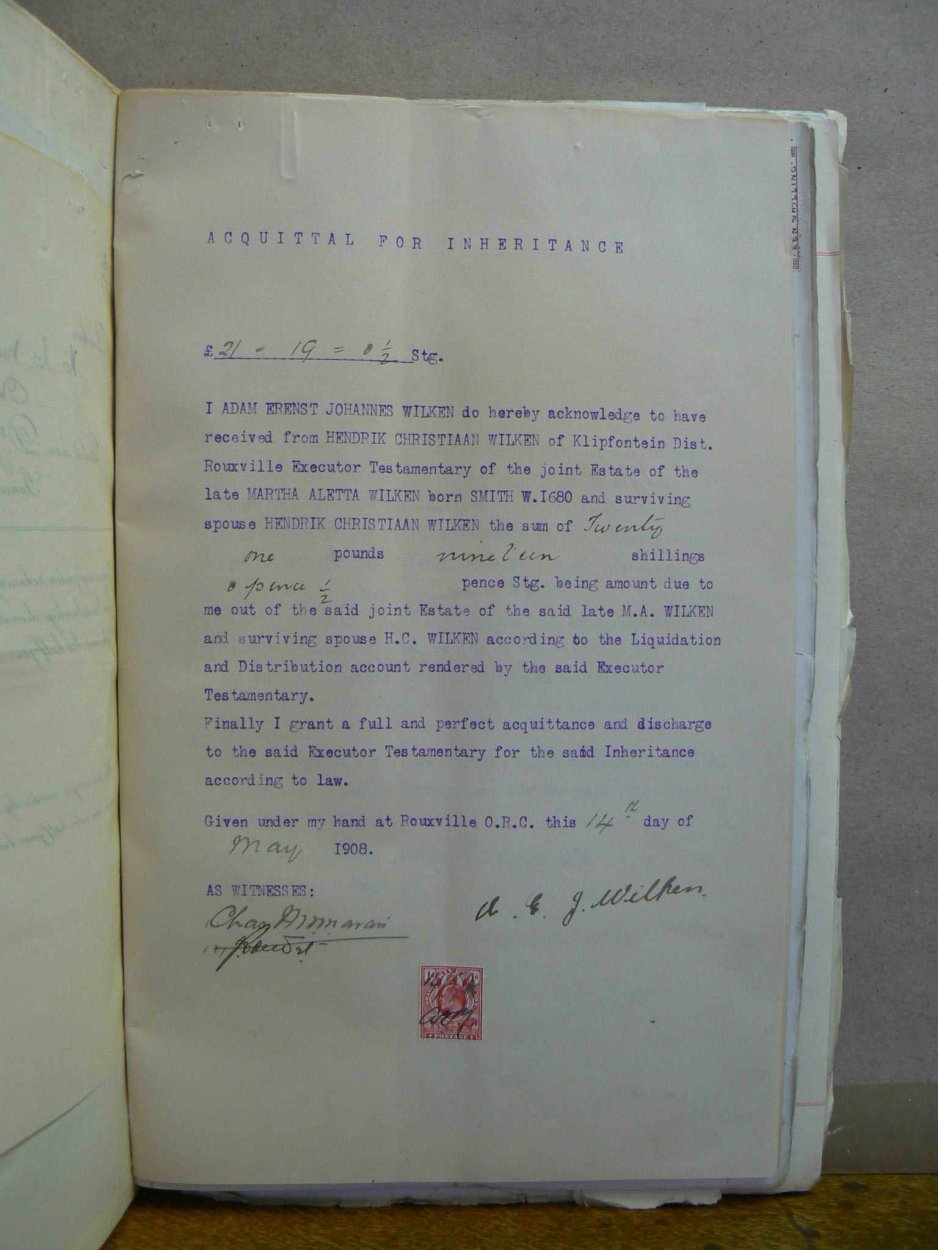 ACQUITTAL FOR INHERITANCE
£ 21 = 19 = 0 ½ Stg.
I ADAM ERENST JOHANNES WILKEN do hereby acknowledge to have
received from HENDRIK CHRISTIAAN WILKEN of Klipfontein Dist.
Rouxville Executor Testamentary of the joint Estate of the
late MARTHA ALETTA WILKEN born SMITH W.I680 and surviving
spouse HENDRIK CHRISTIAAN WILKEN the sum of Twenty
one pounds nineteen shillings
0 pence ½ pence Stg. being amount due to
me out of the said joint Estate of the said late M.A. WILKEN
and surviving spouse H.C. WILKEN according to the Liquidation
and Distribution account rendered by the said Executor
Testamentary.
Finally I grant a full and perfect acquittance and discharge
to the said Executor Testamentary for the said Inheritance
according to law.
Given under my hand at Rouxville O.R.C. this 14th day of
May 1908.
AS WITNESSES:
A. E. J. Wilken.
POSTAGE
EEN SHILLING